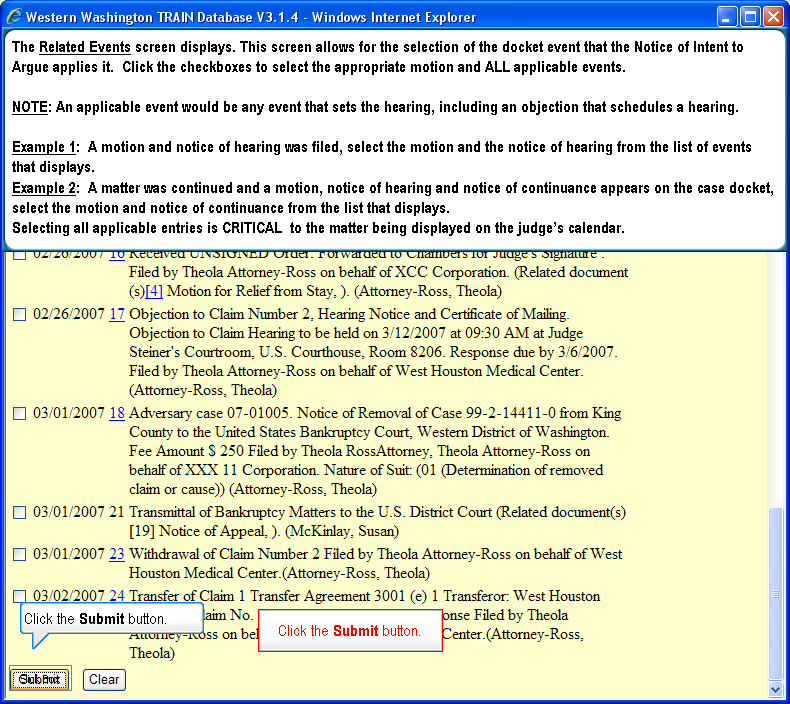 Western Washington TRAIN Database V3.1.4 - Windows Internet Explorer
The Related Events screen displays. This screen allows for the selection of the docket event that the Notice of Intent to
Argue applies it.  Click the checkboxes to select the appropriate motion and ALL applicable events.
NOTE: An applicable event would be any event that sets the hearing, including an objection that schedules a hearing.
Example 1:  A motion and notice of hearing was filed, select the motion and the notice of hearing from the list of events
that displays.
Example 2:  A matter was continued and a motion, notice of hearing and notice of continuance appears on the case docket,
select the motion and notice of continuance from the list that displays.
Selecting all applicable entries is CRITICAL  to the matter being displayed on the judge's calendar.
02/26/2007 16 Received UNSIGNED Order. Forwarded to Chambers for Judge's Signature .
Filed by Theola Attorney-Ross on behalf of XCC Corporation. (Related document
(s)[4] Motion for Relief from Stay, ). (Attorney-Ross, Theola)
02/26/2007 17 Objection to Claim Number 2, Hearing Notice and Certificate of Mailing.
Objection to Claim Hearing to be held on 3/12/2007 at 09:30 AM at Judge
Steiner's Courtroom, U.S. Courthouse, Room 8206. Response due by 3/6/2007.
Filed by Theola Attorney-Ross on behalf of West Houston Medical Center.
(Attorney-Ross, Theola)
03/01/2007 18 Adversary case 07-01005. Notice of Removal of Case 99-2-14411-0 from King
County to the United States Bankruptcy Court, Western District of Washington.
Fee Amount $ 250 Filed by Theola RossAttorney, Theola Attorney-Ross on
behalf of XXX 11 Corporation. Nature of Suit: (01 (Determination of removed
claim or cause)) (Attorney-Ross, Theola)
03/01/2007 21 Transmittal of Bankruptcy Matters to the U.S. District Court (Related document(s)
[19] Notice of Appeal, ). (McKinlay, Susan)
03/01/2007 23 Withdrawal of Claim Number 2 Filed by Theola Attorney-Ross on behalf of West
Houston Medical Center.(Attorney-Ross, Theola)
03/02/2007 24 Transfer of Claim 1 Transfer Agreement 3001 (e) 1 Transferor: West Houston
Click the Submit button.
aim No. onse Filed by Theola
Click the Submit button.
Attorney-Ross on beh Center.(Attorney-Ross,
Theola)
Submit Clear